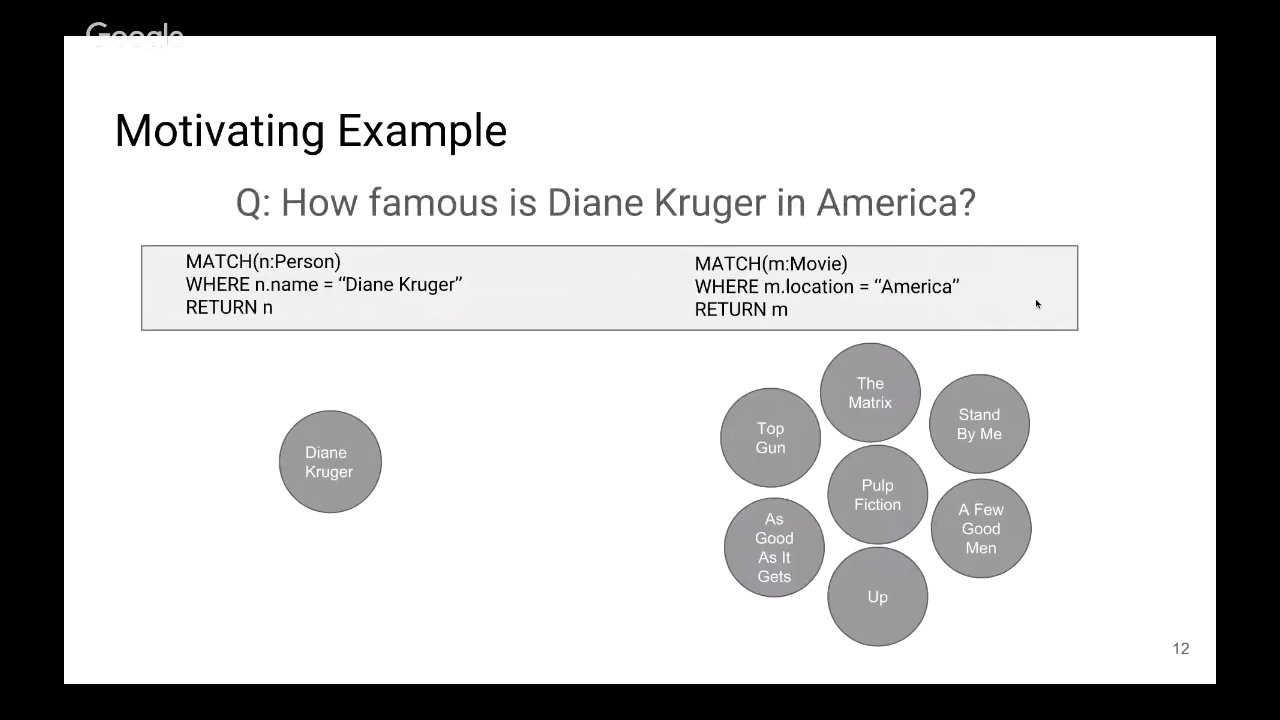 Google
Motivating Example
Q: How famous is Diane Kruger in America?
MATCH(n:Person)
WHERE n.name = “Diane Kruger”
RETURN n
MATCH(m:Movie)
WHERE m.location = “America”
RETURN m
Diane
Kruger
The
Matrix
Top
Gun
Stand
By Me
Pulp
Fiction
As
Good
As It
Gets
A Few
Good
Men
Up
12